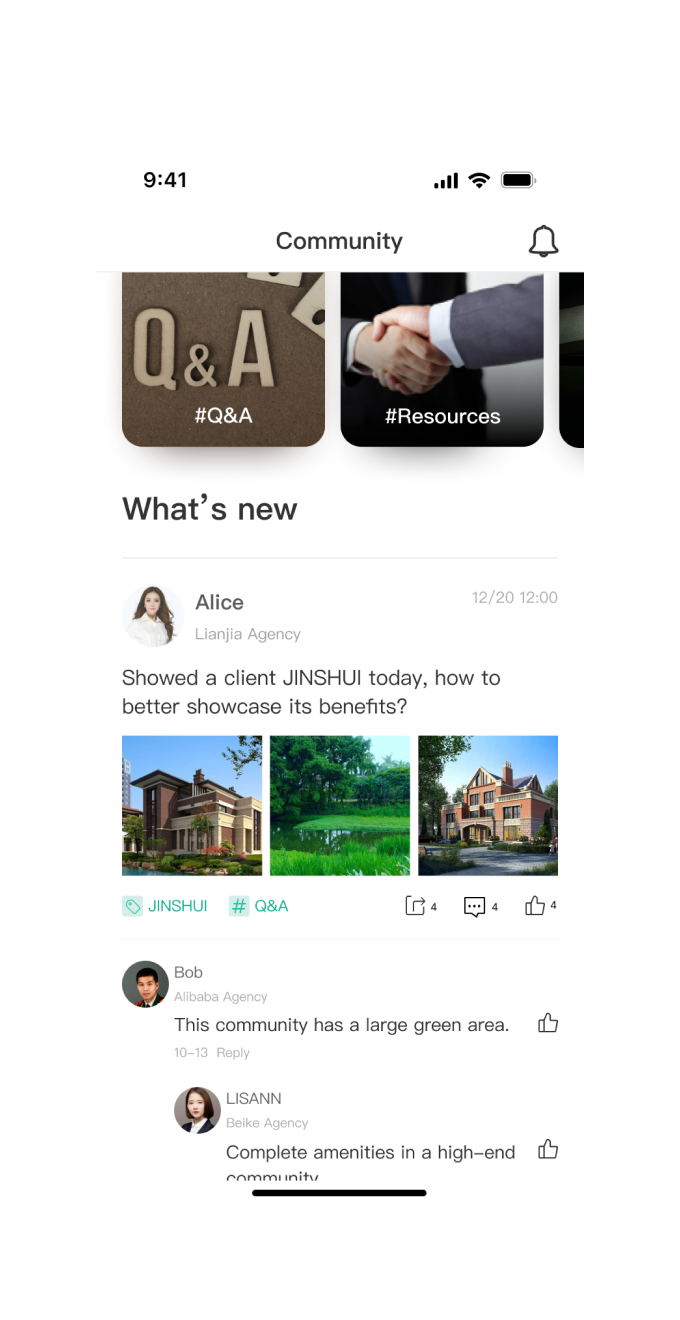 9:41
Community
Q&A
#Q&A
#Resources
What’s new
Alice
12/20 12:00
Lianjia Agency
Showed a client JINSHUI today, how to
better showcase its benefits?
JINSHUI
# Q&A
4
4
4
Bob
Alibaba Agency
This community has a large green area.
10-13 Reply
LISANN
Beike Agency
Complete amenities in a high-end
community